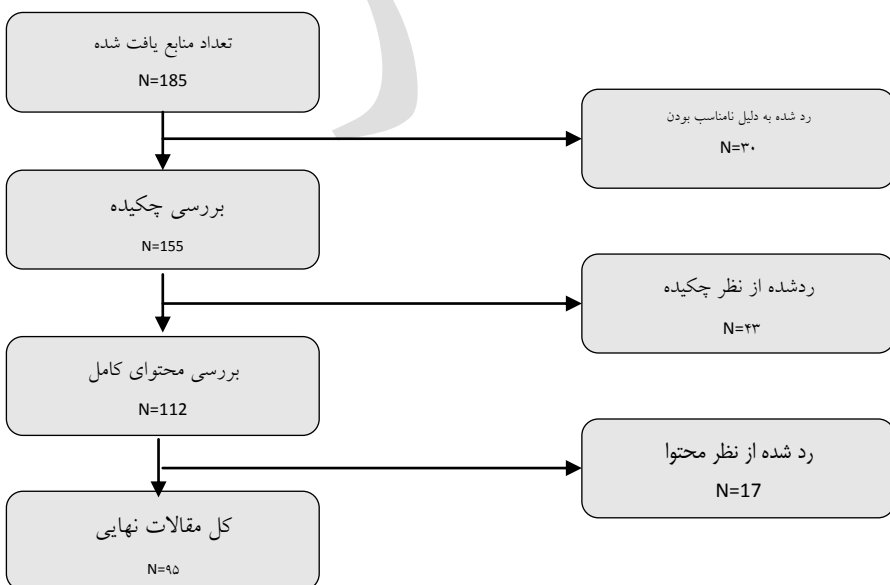 تعداد منابع یافت شده
N=185
رد شده به دلیل نامناسب بودن
N=۳۰
بررسی چکیده
N=155
ردشده از نظر چکیده
N=۴۳
بررسی محتوای کامل
N=112
رد شده از نظر محتوا
N=17
کل مقالات نهایی
N=۹۵